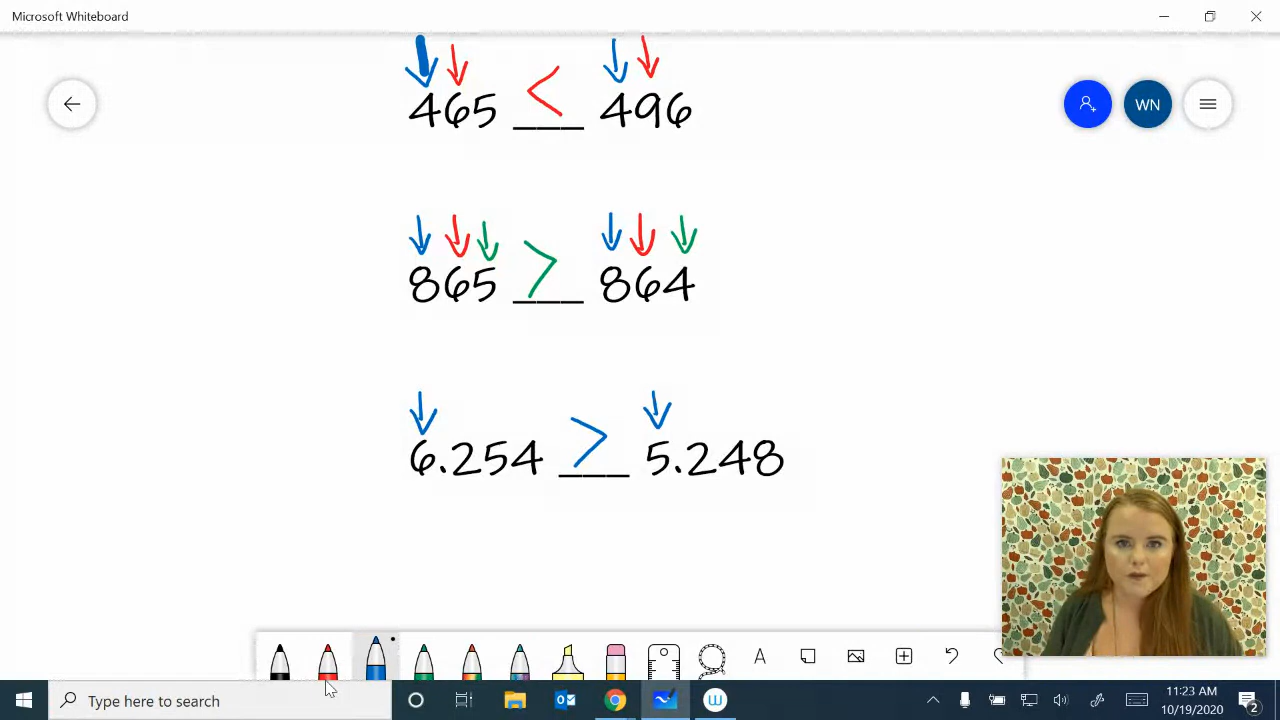 Microsoft Whiteboard
465 < 496
WN
865 > 864
6.254 > 5.248
A
Type here to search
W
11:23 AM
10/19/2020
2